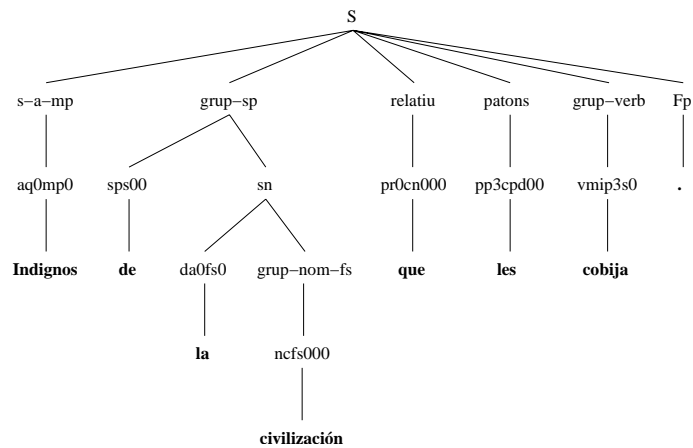 S
s-a-mp grup-sp relatiu patons grup-verb Fp
aq0mp0 sps00 sn pr0cn000 pp3cpd00 vmip3s0 .
Indignos de da0fs0 grup-nom-fs que les cobija
la ncfs000
civilización